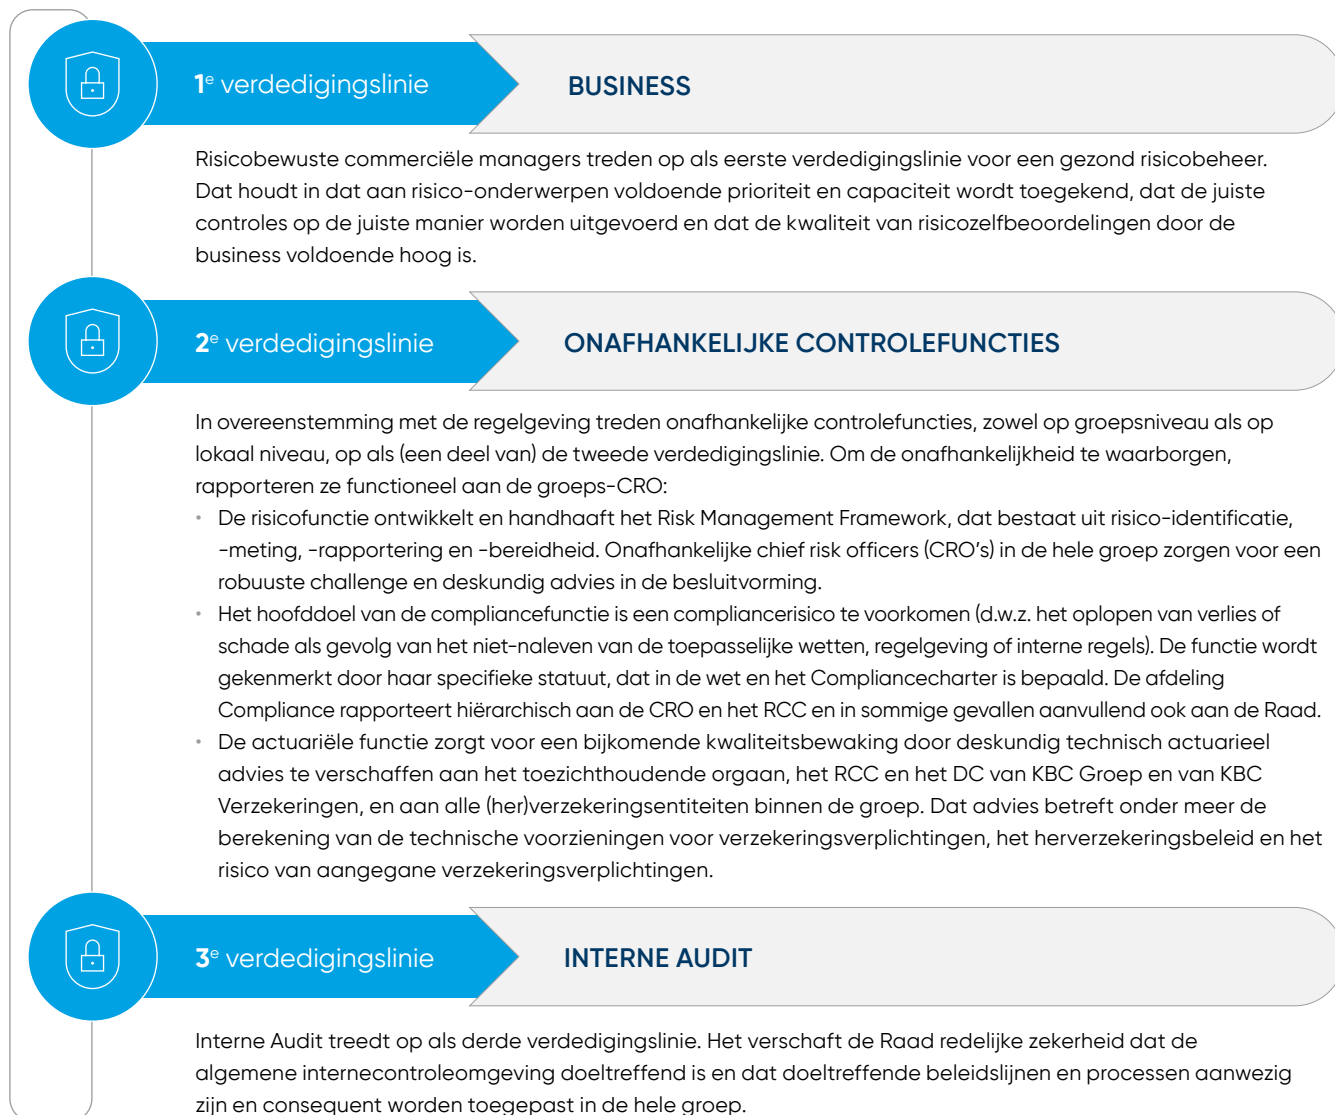 1e verdedigingslinie BUSINESS
Risicobewuste commerciële managers treden op als eerste verdedigingslinie voor een gezond risicobeheer.
Dat houdt in dat aan risico-onderwerpen voldoende prioriteit en capaciteit wordt toegekend, dat de juiste
controles op de juiste manier worden uitgevoerd en dat de kwaliteit van risicozelfbeoordelingen door de
business voldoende hoog is.
2e verdedigingslinie ONAFHANKELIJKE CONTROLEFUNCTIES
In overeenstemming met de regelgeving treden onafhankelijke controlefuncties, zowel op groepsniveau als op
lokaal niveau, op als (een deel van) de tweede verdedigingslinie. Om de onafhankelijkheid te waarborgen,
rapporteren ze functioneel aan de groeps-CRO:
• De risicofunctie ontwikkelt en handhaaft het Risk Management Framework, dat bestaat uit risico-identificatie,
-meting, -rapportering en -bereidheid. Onafhankelijke chief risk officers (CRO's) in de hele groep zorgen voor een
robuuste challenge en deskundig advies in de besluitvorming.
• Het hoofddoel van de compliancefunctie is een compliancerisico te voorkomen (d.w.z. het oplopen van verlies of
schade als gevolg van het niet-naleven van de toepasselijke wetten, regelgeving of interne regels). De functie wordt
gekenmerkt door haar specifieke statuut, dat in de wet en het Compliancecharter is bepaald. De afdeling
Compliance rapporteert hiërarchisch aan de CRO en het RCC en in sommige gevallen aanvullend ook aan de Raad.
• De actuariële functie zorgt voor een bijkomende kwaliteitsbewaking door deskundig technisch actuarieel
advies te verschaffen aan het toezichthoudende orgaan, het RCC en het DC van KBC Groep en van KBC
Verzekeringen, en aan alle (her)verzekeringsentiteiten binnen de groep. Dat advies betreft onder meer de
berekening van de technische voorzieningen voor verzekeringsverplichtingen, het herverzekeringsbeleid en het
risico van aangegane verzekeringsverplichtingen.
3e verdedigingslinie INTERNE AUDIT
Interne Audit treedt op als derde verdedigingslinie. Het verschaft de Raad redelijke zekerheid dat de
algemene internecontroleomgeving doeltreffend is en dat doeltreffende beleidslijnen en processen aanwezig
zijn en consequent worden toegepast in de hele groep.